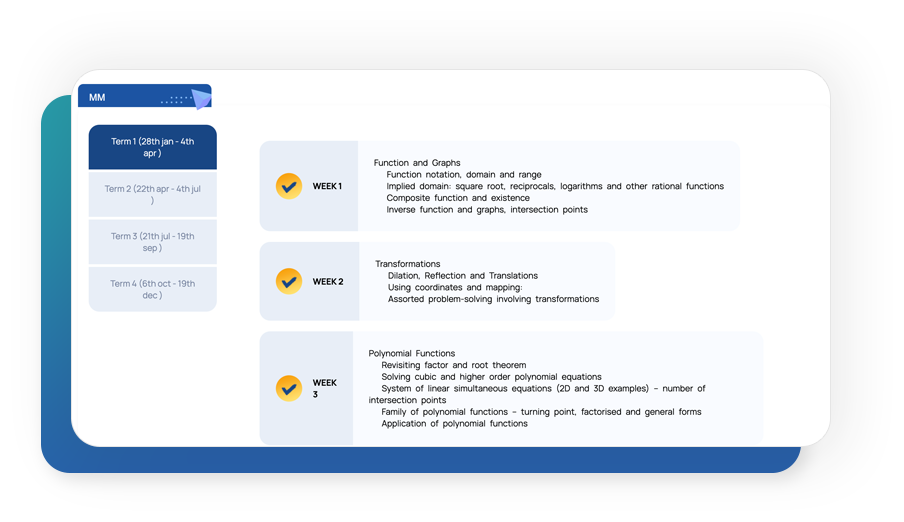 MM
Term 1 (28th jan - 4th
apr )
Term 2 (22th apr - 4th jul
)
Term 3 (21th jul - 19th
sep )
Term 4 (6th oct - 19th
dec )
WEEK 1
Function and Graphs
Function notation, domain and range
Implied domain: square root, reciprocals, logarithms and other rational functions
Composite function and existence
Inverse function and graphs, intersection points
WEEK 2
Transformations
Dilation, Reflection and Translations
Using coordinates and mapping:
Assorted problem-solving involving transformations
WEEK
3
Polynomial Functions
Revisiting factor and root theorem
Solving cubic and higher order polynomial equations
System of linear simultaneous equations (2D and 3D examples) – number of
intersection points
Family of polynomial functions – turning point, factorised and general forms
Application of polynomial functions